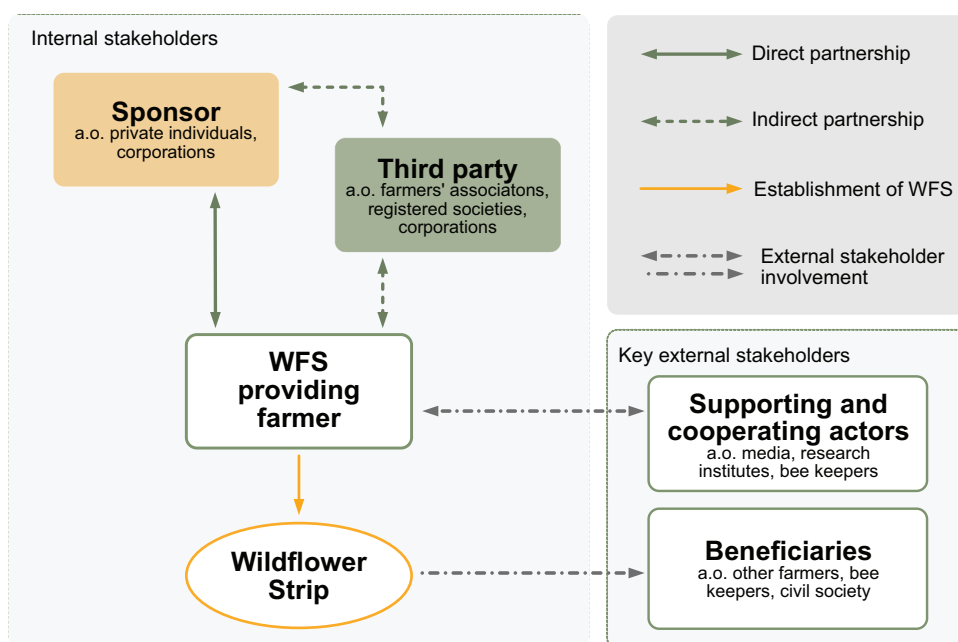 Internal stakeholders
Sponsor
a.o. private individuals,
corporations
Third party
a.o. farmers' associatons,
registered societies,
corporations
WFS
providing
farmer
Wildflower
Strip
Direct partnership
Indirect partnership
Establishment of WFS
External stakeholder
involvement
Key external stakeholders
Supporting and
cooperating actors
a.o. media, research
institutes, bee keepers
Beneficiaries
a.o. other farmers, bee
keepers, civil society